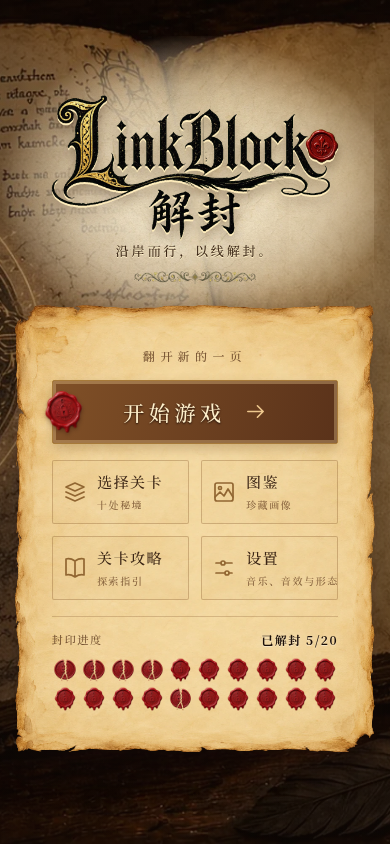 LinkBlock
解封
沿岸而行，以线解封。
翻开新的一页
开始游戏 →
选择关卡
十处秘境
图鉴
珍藏画像
关卡攻略
探索指引
设置
音乐、音效与形态
封印进度
已解封 5/20